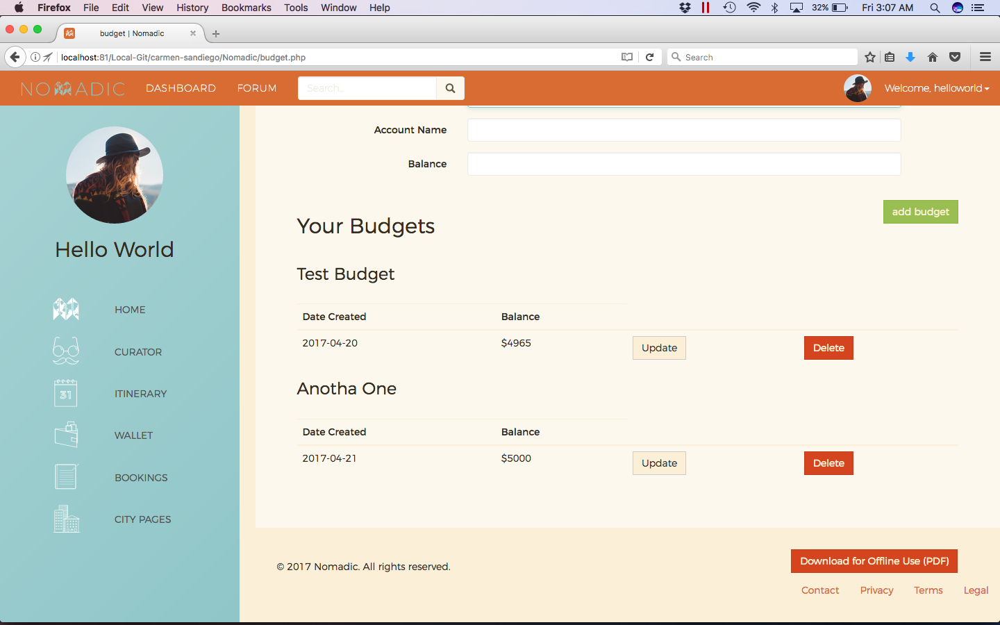 Firefox File Edit View History Bookmarks Tools Window Help 32% Fri 3:07 AM
budget | Nomadic
localhost:81/Local-Git/carmen-sandiego/Nomadic/budget.php Search
NOMADIC DASHBOARD FORUM Search... Welcome, helloworld
Account Name
Balance
add budget
Your Budgets
Hello World
Test Budget
HOME
CURATOR
ITINERARY
31
WALLET
BOOKINGS
CITY PAGES
Date Created Balance
2017-04-20 $4965 Update Delete
Anotha One
Date Created Balance
2017-04-21 $5000 Update Delete
© 2017 Nomadic. All rights reserved.
Download for Offline Use (PDF)
Contact Privacy Terms Legal